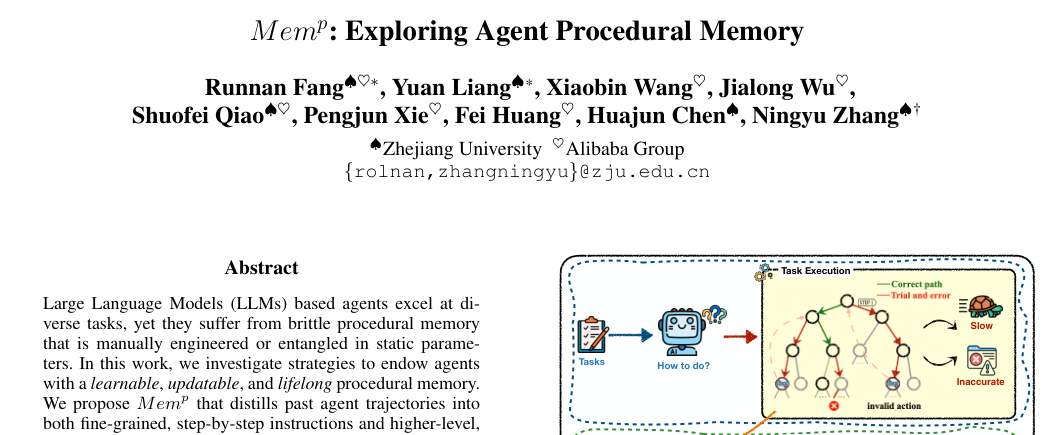 Mem^p: Exploring Agent Procedural Memory
Runnan Fang♠♡*, Yuan Liang♠*, Xiaobin Wang♡, Jialong Wu♡,
Shuofei Qiao♠♡, Pengjun Xie♡, Fei Huang♡, Huajun Chen♠, Ningyu Zhang♠†
♠Zhejiang University ♡Alibaba Group
{rolnan,zhangningyu}@zju.edu.cn
Abstract
Large Language Models (LLMs) based agents excel at di-
verse tasks, yet they suffer from brittle procedural memory
that is manually engineered or entangled in static parame-
ters. In this work, we investigate strategies to endow agents
with a learnable, updatable, and lifelong procedural memory.
We propose Mem^p that distills past agent trajectories into
both fine-grained, step-by-step instructions and higher-level,
Task Execution
Correct path
Trial and error
Tasks
AI
How to do?
Slow
Inaccurate
invalid action